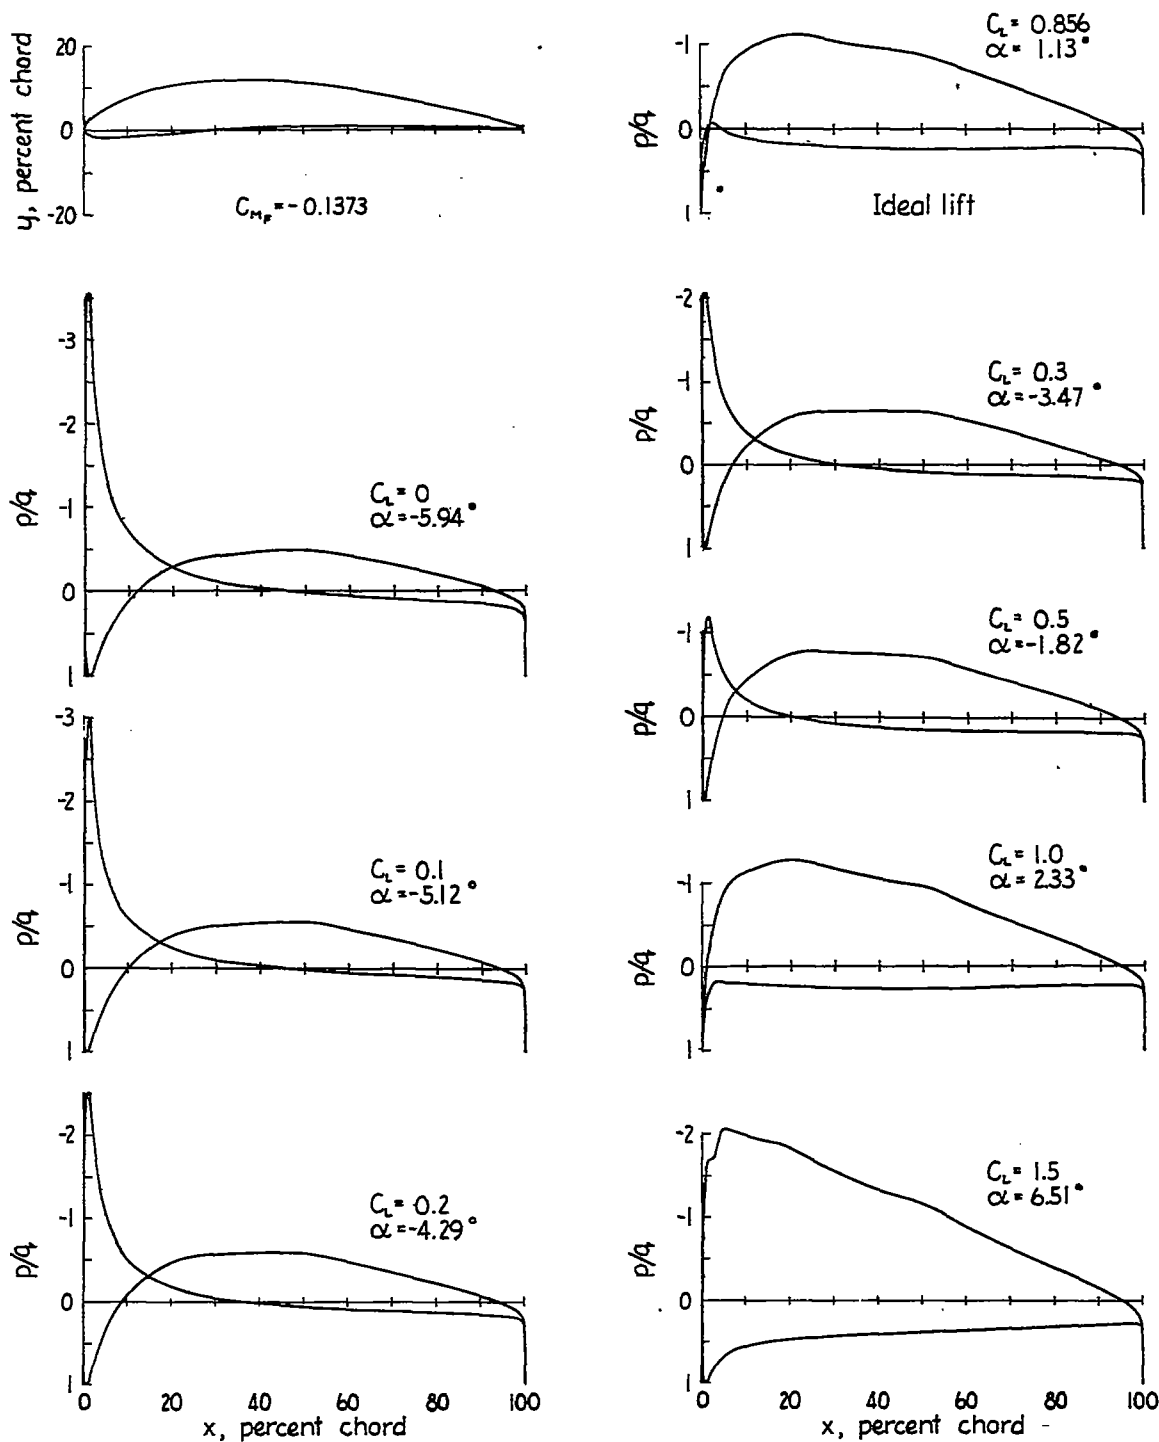 20
0
-20
y, percent chord
C_MF = -0.1373
-3
-2
-1
0
1
p/q
C_L = 0
α = -5.94°
-3
-2
-1
0
1
p/q
C_L = 0.1
α = -5.12°
-2
-1
0
1
p/q
C_L = 0.2
α = -4.29°
0 20 40 60 80 100
x, percent chord
-1
0
1
p/q
C_L = 0.856
α = 1.13°
Ideal lift
-2
-1
0
1
p/q
C_L = 0.3
α = -3.47°
-1
0
1
p/q
C_L = 0.5
α = -1.82°
-1
0
1
p/q
C_L = 1.0
α = 2.33°
-2
-1
0
1
p/q
C_L = 1.5
α = 6.51°
0 20 40 60 80 100
x, percent chord